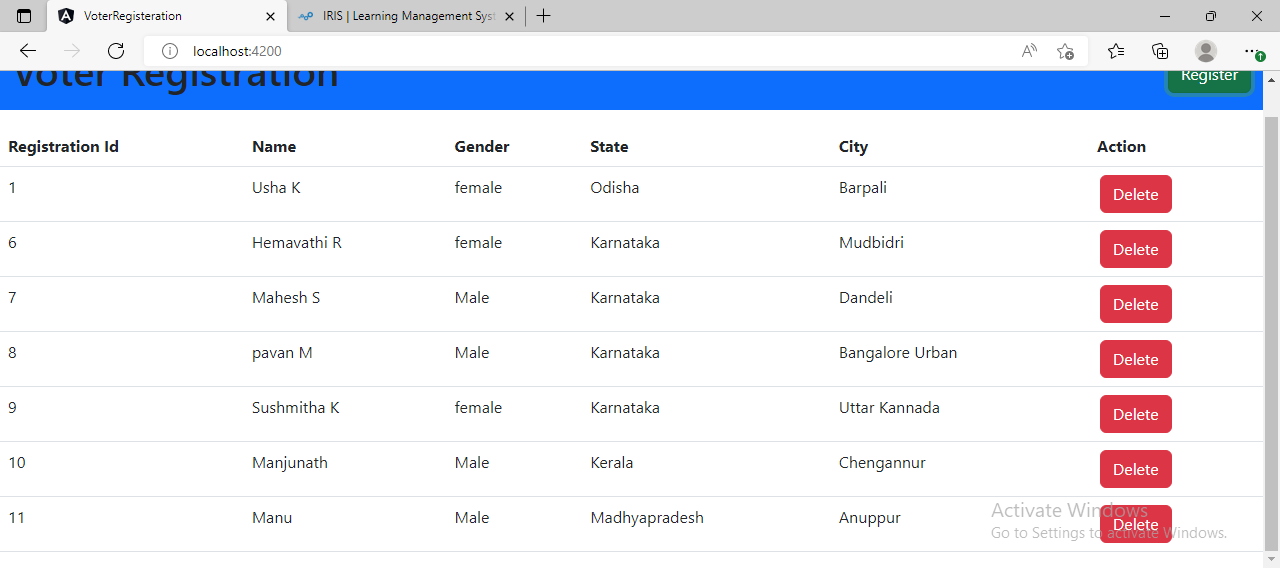 VoterRegisteration
IRIS | Learning Management Syst
localhost:4200
Voter Registration
Register
Registration Id Name Gender State City Action
1 Usha K female Odisha Barpali Delete
6 Hemavathi R female Karnataka Mudbidri Delete
7 Mahesh S Male Karnataka Dandeli Delete
8 pavan M Male Karnataka Bangalore Urban Delete
9 Sushmitha K female Karnataka Uttar Kannada Delete
10 Manjunath Male Kerala Chengannur Delete
11 Manu Male Madhyapradesh Anuppur Delete
Activate Windows
Go to Settings to activate Windows.